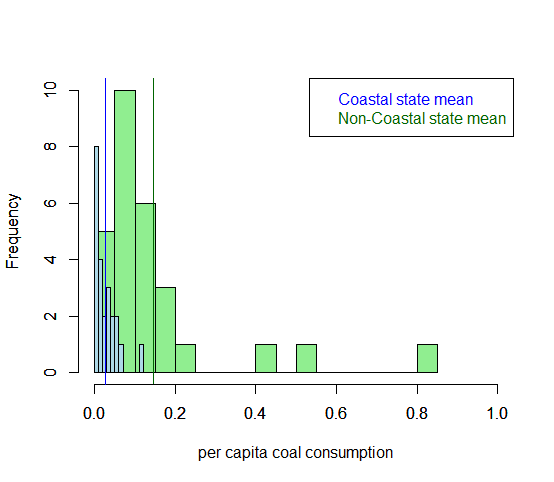 Coastal state mean
Non-Coastal state mean
Frequency
10
8
6
4
2
0
0.0 0.2 0.4 0.6 0.8 1.0
per capita coal consumption